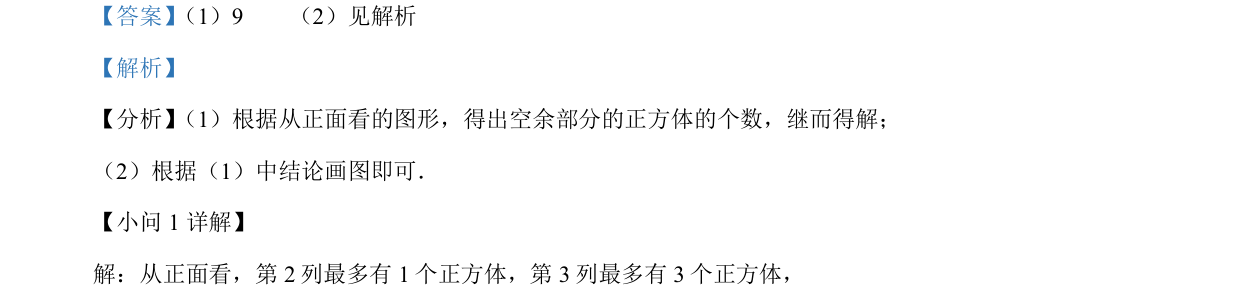 【答案】（1）9 （2）见解析
【解析】
【分析】（1）根据从正面看的图形，得出空余部分的正方体的个数，继而得解；
（2）根据（1）中结论画图即可．
【小问 1 详解】
解：从正面看，第 2 列最多有 1 个正方体，第 3 列最多有 3 个正方体，